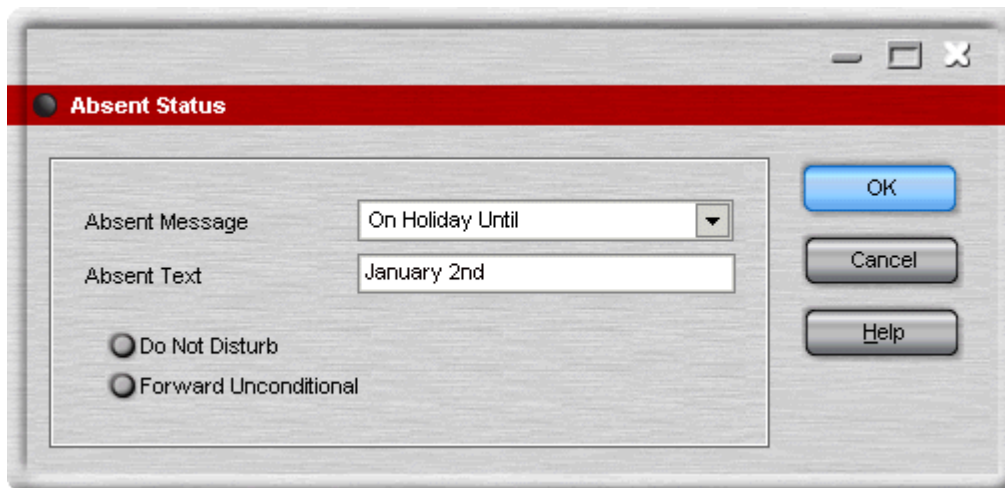 Absent Status
Absent Message
On Holiday Until
Absent Text
January 2nd
Do Not Disturb
Forward Unconditional
OK
Cancel
Help